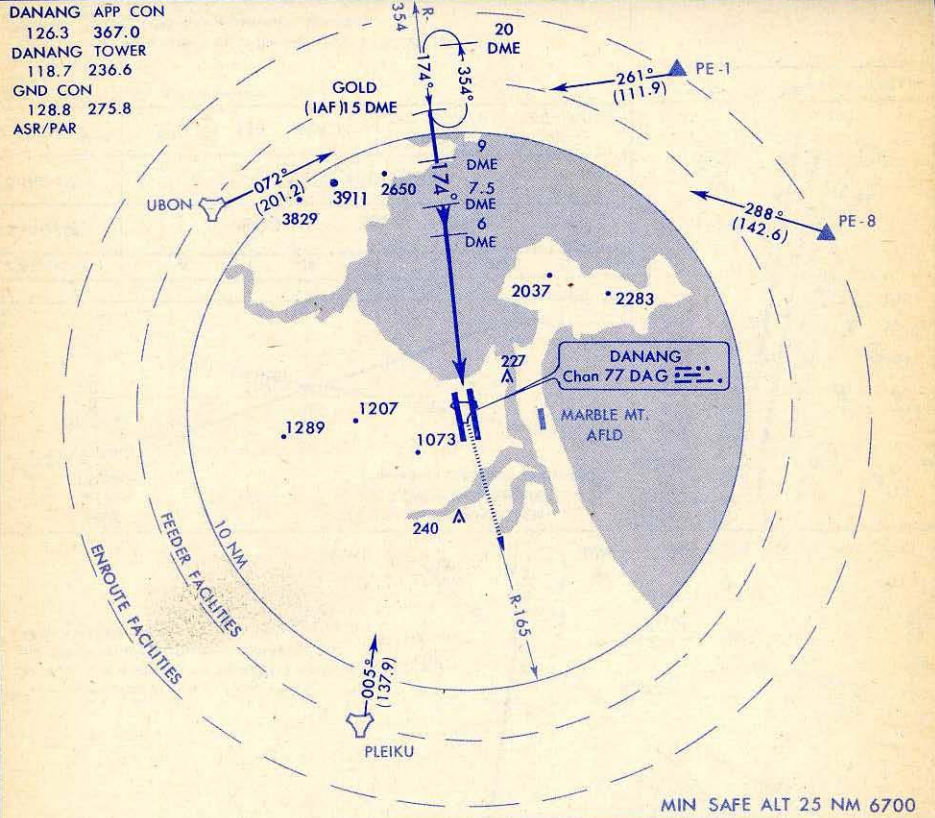 DANANG APP CON
126.3 367.0
DANANG TOWER
118.7 236.6
GND CON
128.8 275.8
ASR/PAR
R-
354
20
DME
174°
354°
GOLD
(IAF)15 DME
261°
(111.9)
PE-1
9
DME
174°
7.5
DME
6
DME
UBON
072°
(201.2)
3829
3911
2650
288°
(142.6)
PE-8
2037
2283
227
DANANG
Chan 77 DAG
MARBLE MT.
AFLD
1289
1207
1073
240
10 NM
FEEDER FACILITIES
ENROUTE FACILITIES
R-165
005°
(137.9)
PLEIKU
MIN SAFE ALT 25 NM 6700